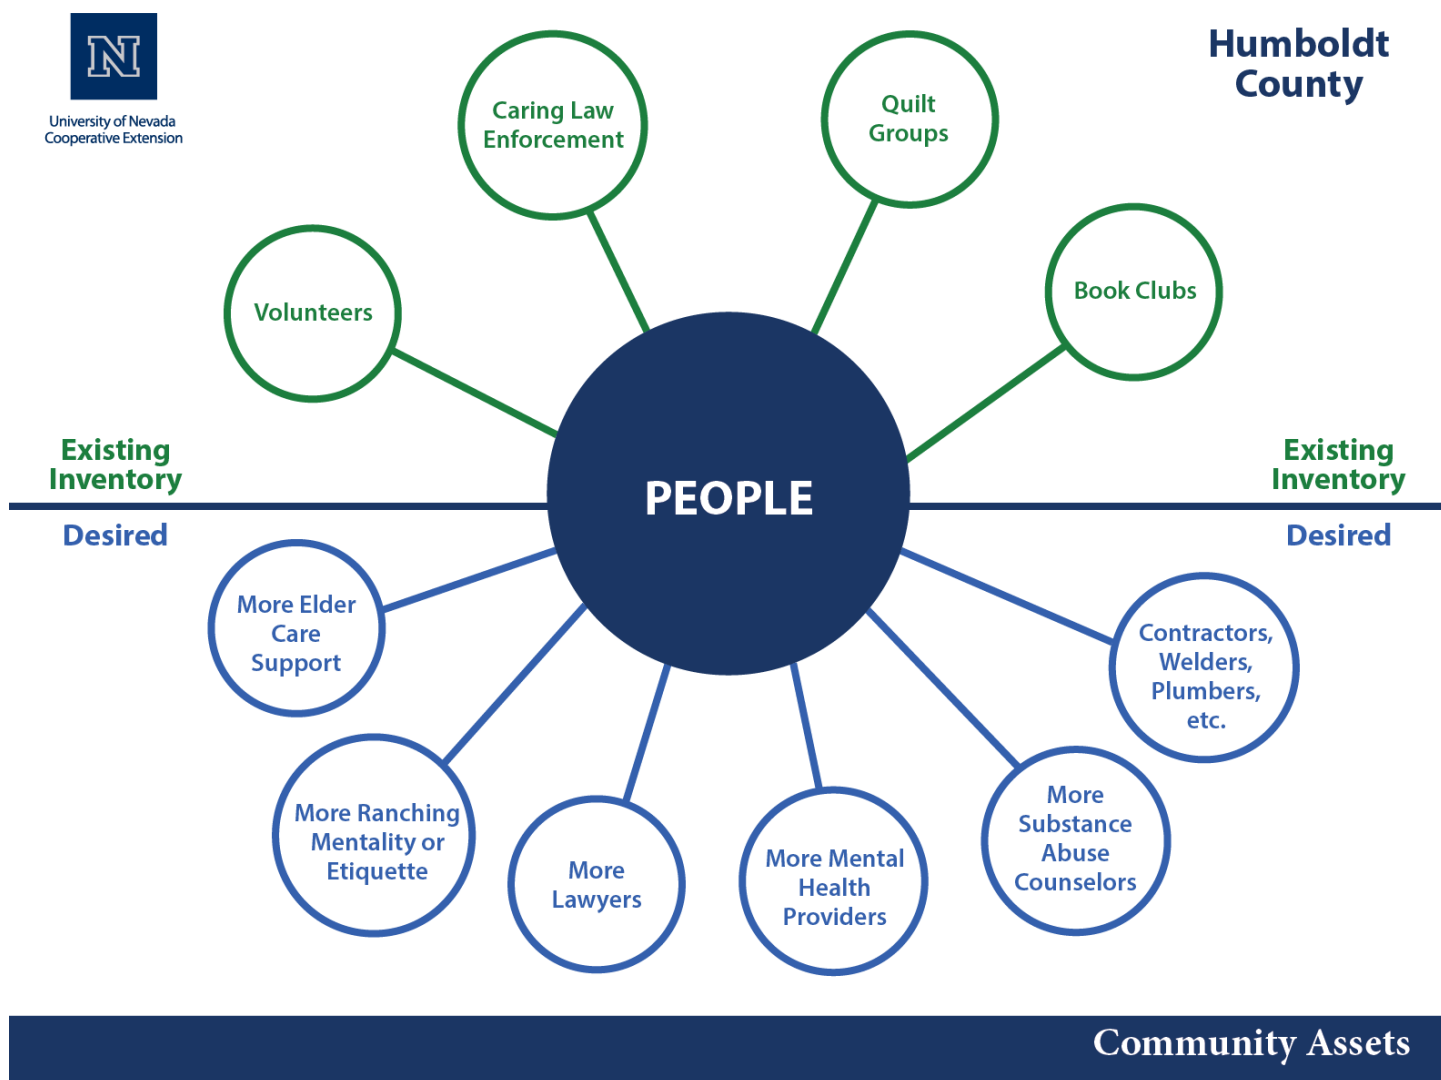 N
University of Nevada
Cooperative Extension
Humboldt
County
Caring Law
Enforcement
Quilt
Groups
Volunteers
Book Clubs
Existing
Inventory
Existing
Inventory
PEOPLE
Desired
Desired
More Elder
Care
Support
Contractors,
Welders,
Plumbers,
etc.
More Ranching
Mentality or
Etiquette
More
Lawyers
More Mental
Health
Providers
More
Substance
Abuse
Counselors
Community Assets